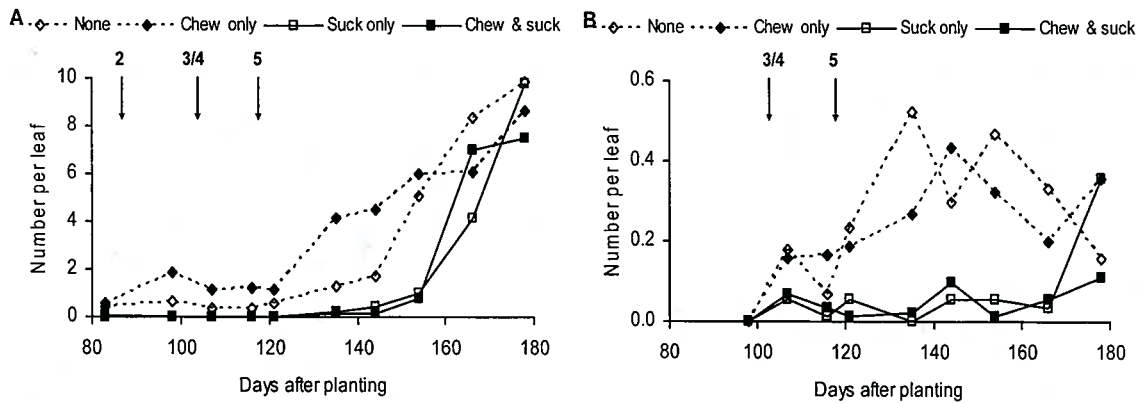 A None Chew only Suck only Chew & suck
2 3/4 5
10
8
6
4
2
0
80 100 120 140 160 180
Number per leaf
Days after planting
B None Chew only Suck only Chew & suck
3/4 5
0.6
0.4
0.2
0.0
80 100 120 140 160 180
Number per leaf
Days after planting